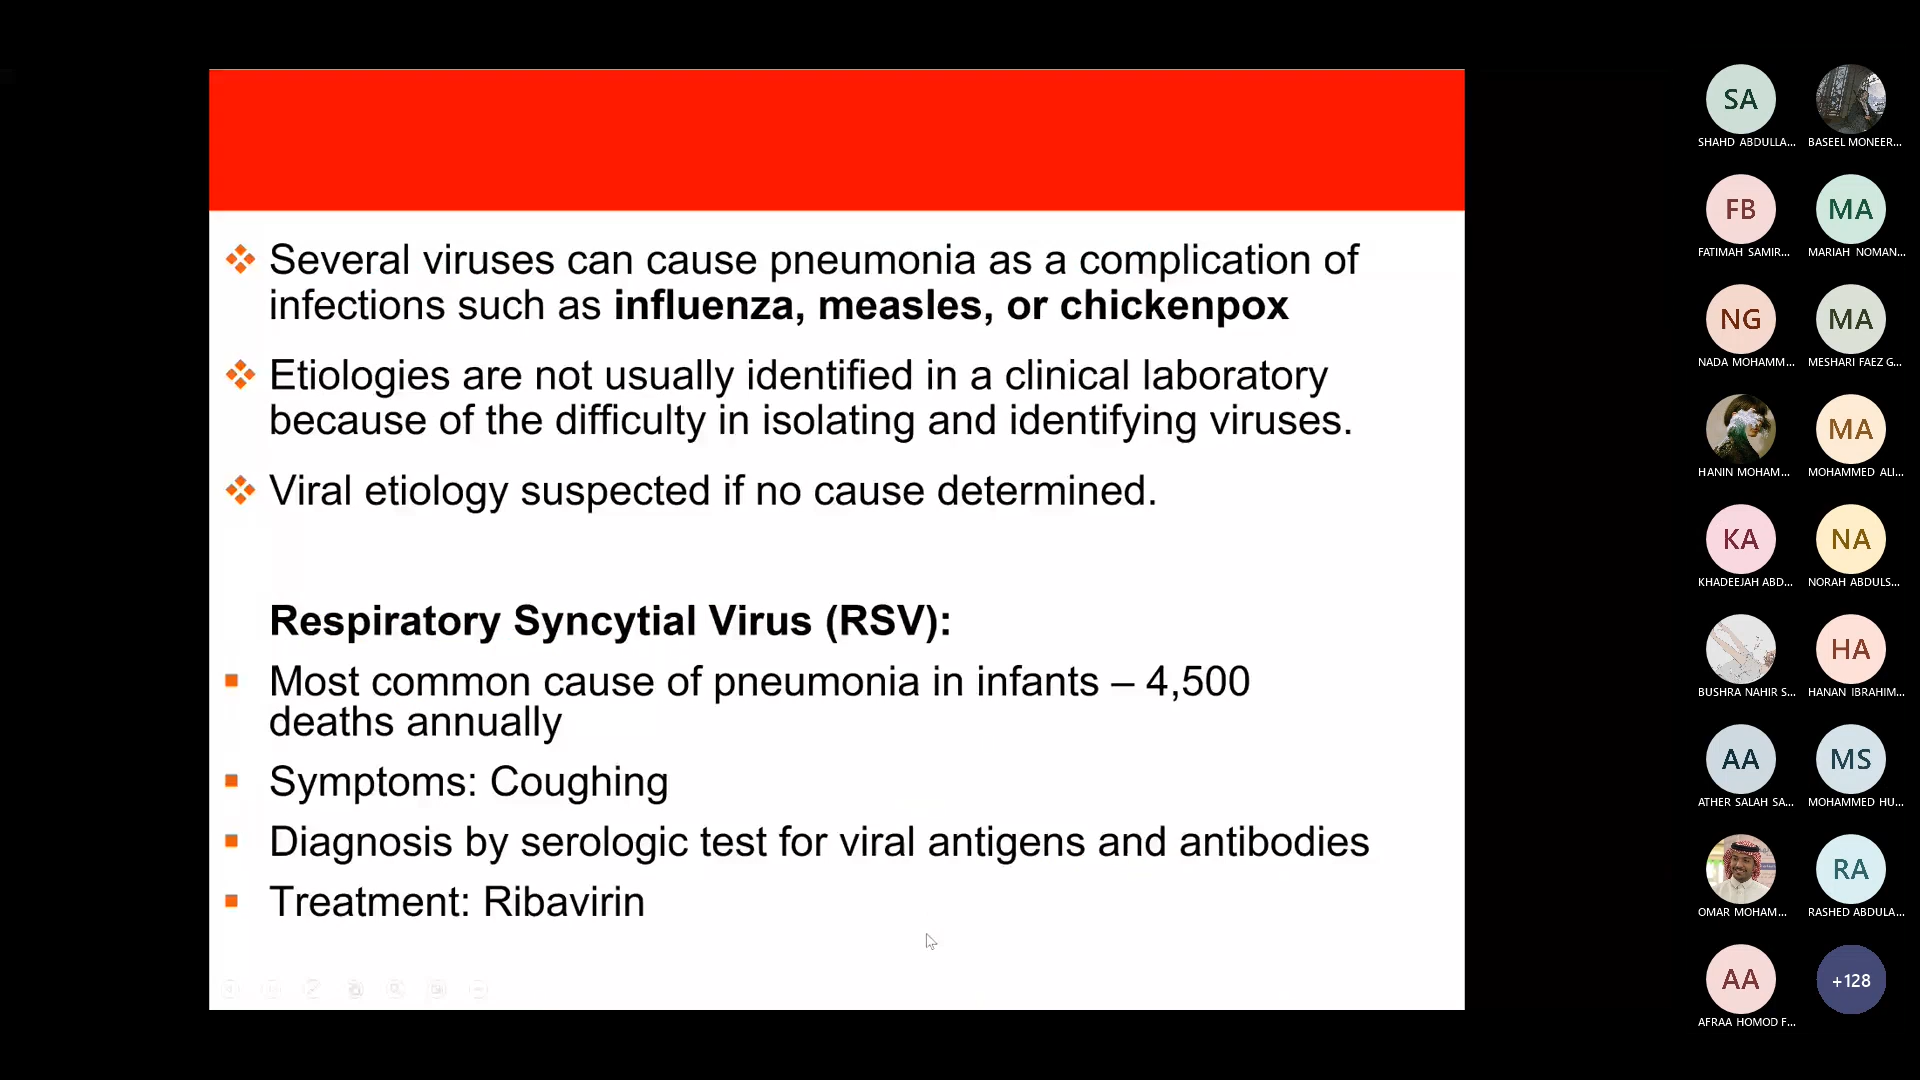 Several viruses can cause pneumonia as a complication of
infections such as influenza, measles, or chickenpox
Etiologies are not usually identified in a clinical laboratory
because of the difficulty in isolating and identifying viruses.
Viral etiology suspected if no cause determined.
Respiratory Syncytial Virus (RSV):
Most common cause of pneumonia in infants – 4,500
deaths annually
Symptoms: Coughing
Diagnosis by serologic test for viral antigens and antibodies
Treatment: Ribavirin
SA
SHAHD ABDULLA... BASEEL MONEER...
FB MA
FATIMAH SAMIR... MARIAH NOMAN...
NG MA
NADA MOHAMM... MESHARI FAEZ G...
MA
HANIN MOHAM... MOHAMMED ALI...
KA NA
KHADEEJAH ABD... NORAH ABDULS...
HA
BUSHRA NAHIR S... HANAN IBRAHIM...
AA MS
ATHER SALAH SA... MOHAMMED HU...
RA
OMAR MOHAM... RASHED ABDULA...
AA +128
AFRAA HOMOD F...